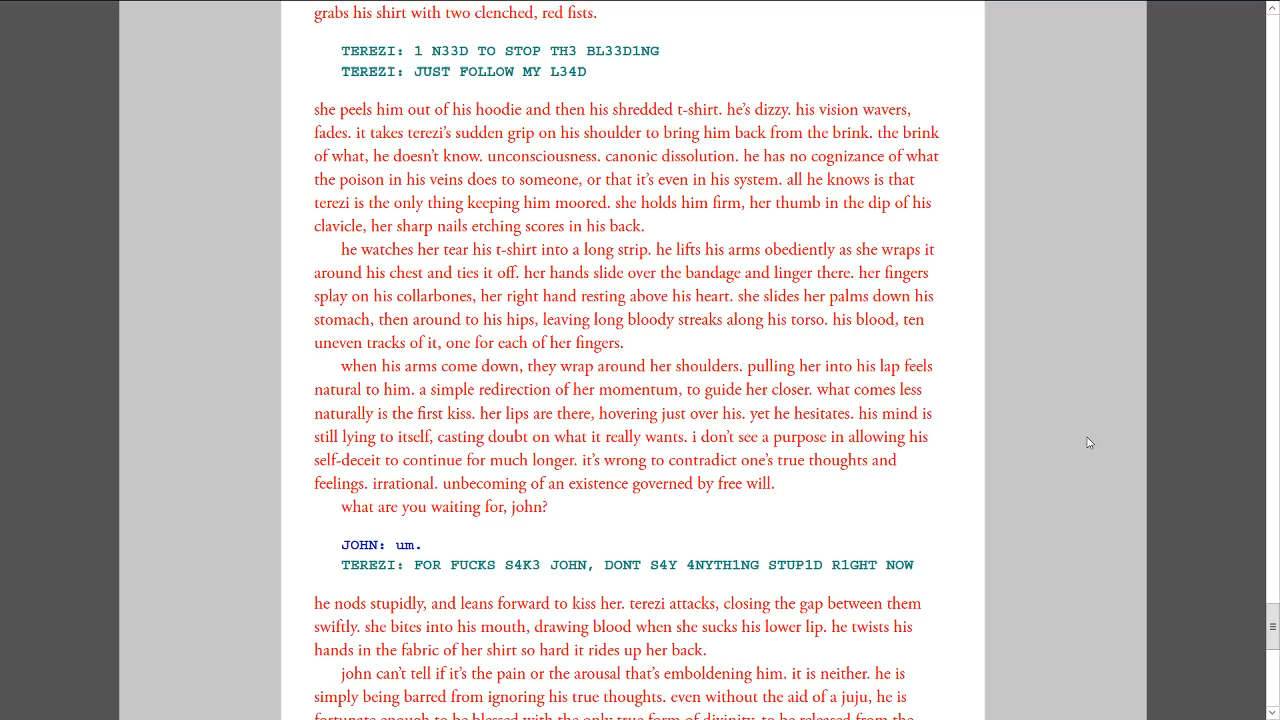 grabs his shirt with two clenched, red fists.
TEREZI: 1 N33D TO STOP TH3 BL33D1NG
TEREZI: JUST FOLLOW MY L34D
she peels him out of his hoodie and then his shredded t-shirt. he’s dizzy. his vision wavers,
fades. it takes terezi’s sudden grip on his shoulder to bring him back from the brink. the brink
of what, he doesn’t know. unconsciousness. canonic dissolution. he has no cognizance of what
the poison in his veins does to someone, or that it’s even in his system. all he knows is that
terezi is the only thing keeping him moored. she holds him firm, her thumb in the dip of his
clavicle, her sharp nails etching scores in his back.
he watches her tear his t-shirt into a long strip. he lifts his arms obediently as she wraps it
around his chest and ties it off. her hands slide over the bandage and linger there. her fingers
splay on his collarbones, her right hand resting above his heart. she slides her palms down his
stomach, then around to his hips, leaving long bloody streaks along his torso. his blood, ten
uneven tracks of it, one for each of her fingers.
when his arms come down, they wrap around her shoulders. pulling her into his lap feels
natural to him. a simple redirection of her momentum, to guide her closer. what comes less
naturally is the first kiss. her lips are there, hovering just over his. yet he hesitates. his mind is
still lying to itself, casting doubt on what it really wants. i don’t see a purpose in allowing his
self-deceit to continue for much longer. it’s wrong to contradict one’s true thoughts and
feelings. irrational. unbecoming of an existence governed by free will.
what are you waiting for, john?
JOHN: um.
TEREZI: FOR FUCKS S4K3 JOHN, DONT S4Y 4NYTH1NG STUP1D R1GHT NOW
he nods stupidly, and leans forward to kiss her. terezi attacks, closing the gap between them
swiftly. she bites into his mouth, drawing blood when she sucks his lower lip. he twists his
hands in the fabric of her shirt so hard it rides up her back.
john can’t tell if it’s the pain or the arousal that’s emboldening him. it is neither. he is
simply being barred from ignoring his true thoughts. even without the aid of a juju, he is
fortunate enough to be blessed with the only true form of divinity, to be released from the